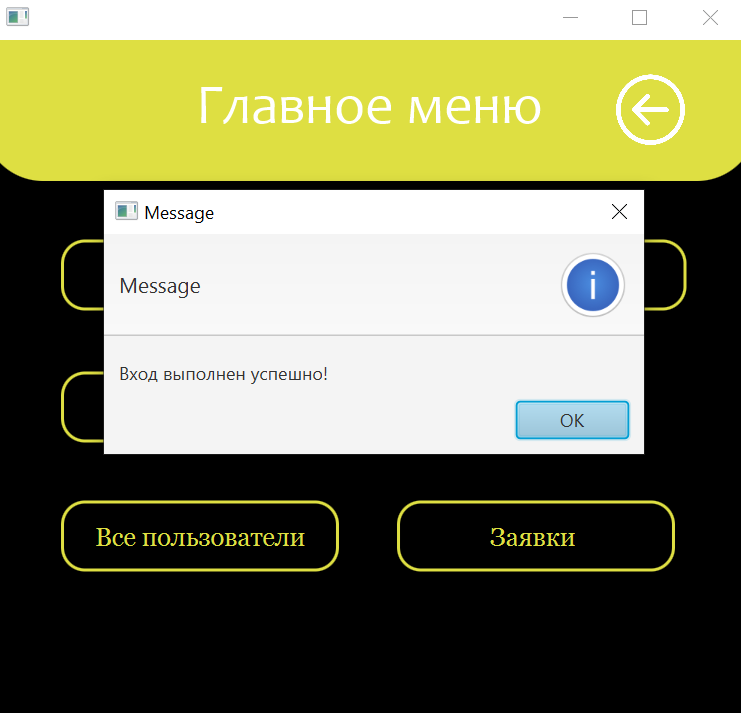 Главное меню
Message
Message
Вход выполнен успешно!
OK
Все пользователи
Заявки